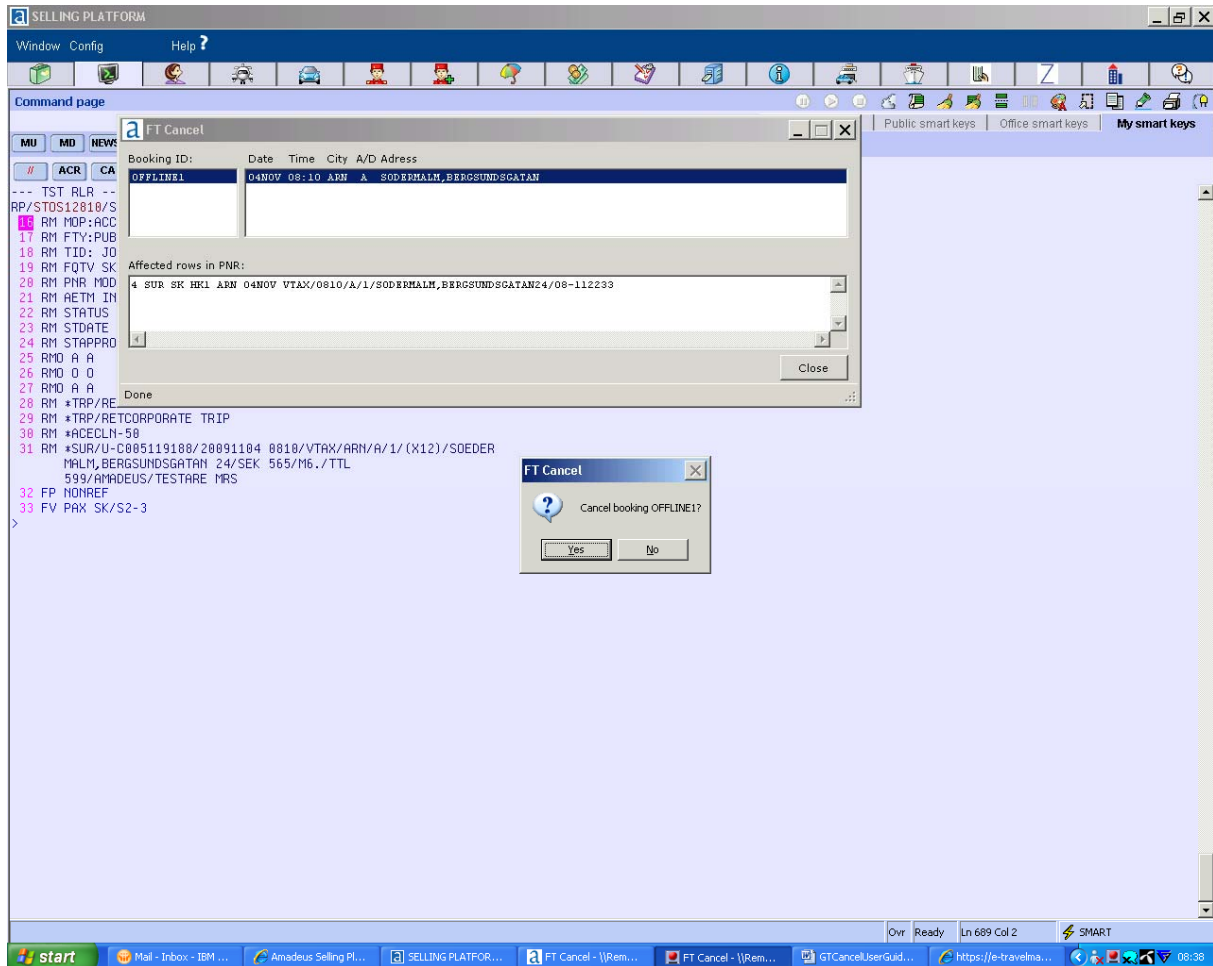 SELLING PLATFORM
Window Config Help ?
Command page
Public smart keys Office smart keys My smart keys
MU MD NEWS
// ACR CA
FT Cancel
Booking ID: Date Time City A/D Adress
OFFLINE1 04NOV 08:10 ARN A SODERMALM,BERGSUNDSGATAN
Affected rows in PNR:
4 SUR SK HK1 ARN 04NOV VTAX/0810/A/1/SODERMALM,BERGSUNDSGATAN24/08-112233
Close
Done
--- TST RLR --
RP/STOS12810/S
16 RM MOP:ACC
17 RM FTY:PUB
18 RM TID: JO
19 RM FQTV SK
20 RM PNR MOD
21 RM AETM IN
22 RM STATUS
23 RM STDATE
24 RM STAPPRO
25 RMO A A
26 RMO O O
27 RMO A A
28 RM *TRP/RE
29 RM *TRP/RETCORPORATE TRIP
30 RM *ACECLN-50
31 RM *SUR/U-C005119188/20091104 0810/VTAX/ARN/A/1/(X12)/SOEDER
MALM,BERGSUNDSGATAN 24/SEK 565/M6./TTL
599/AMADEUS/TESTARE MRS
32 FP NONREF
33 FV PAX SK/S2-3
>
FT Cancel
Cancel booking OFFLINE1?
Yes No
Ovr Ready Ln 689 Col 2 SMART
start Mail - Inbox - IBM ... Amadeus Selling Pl... SELLING PLATFOR... FT Cancel - \\Rem... FT Cancel - \\Rem... GTCancelUserGuid... https://e-travelma... 08:38